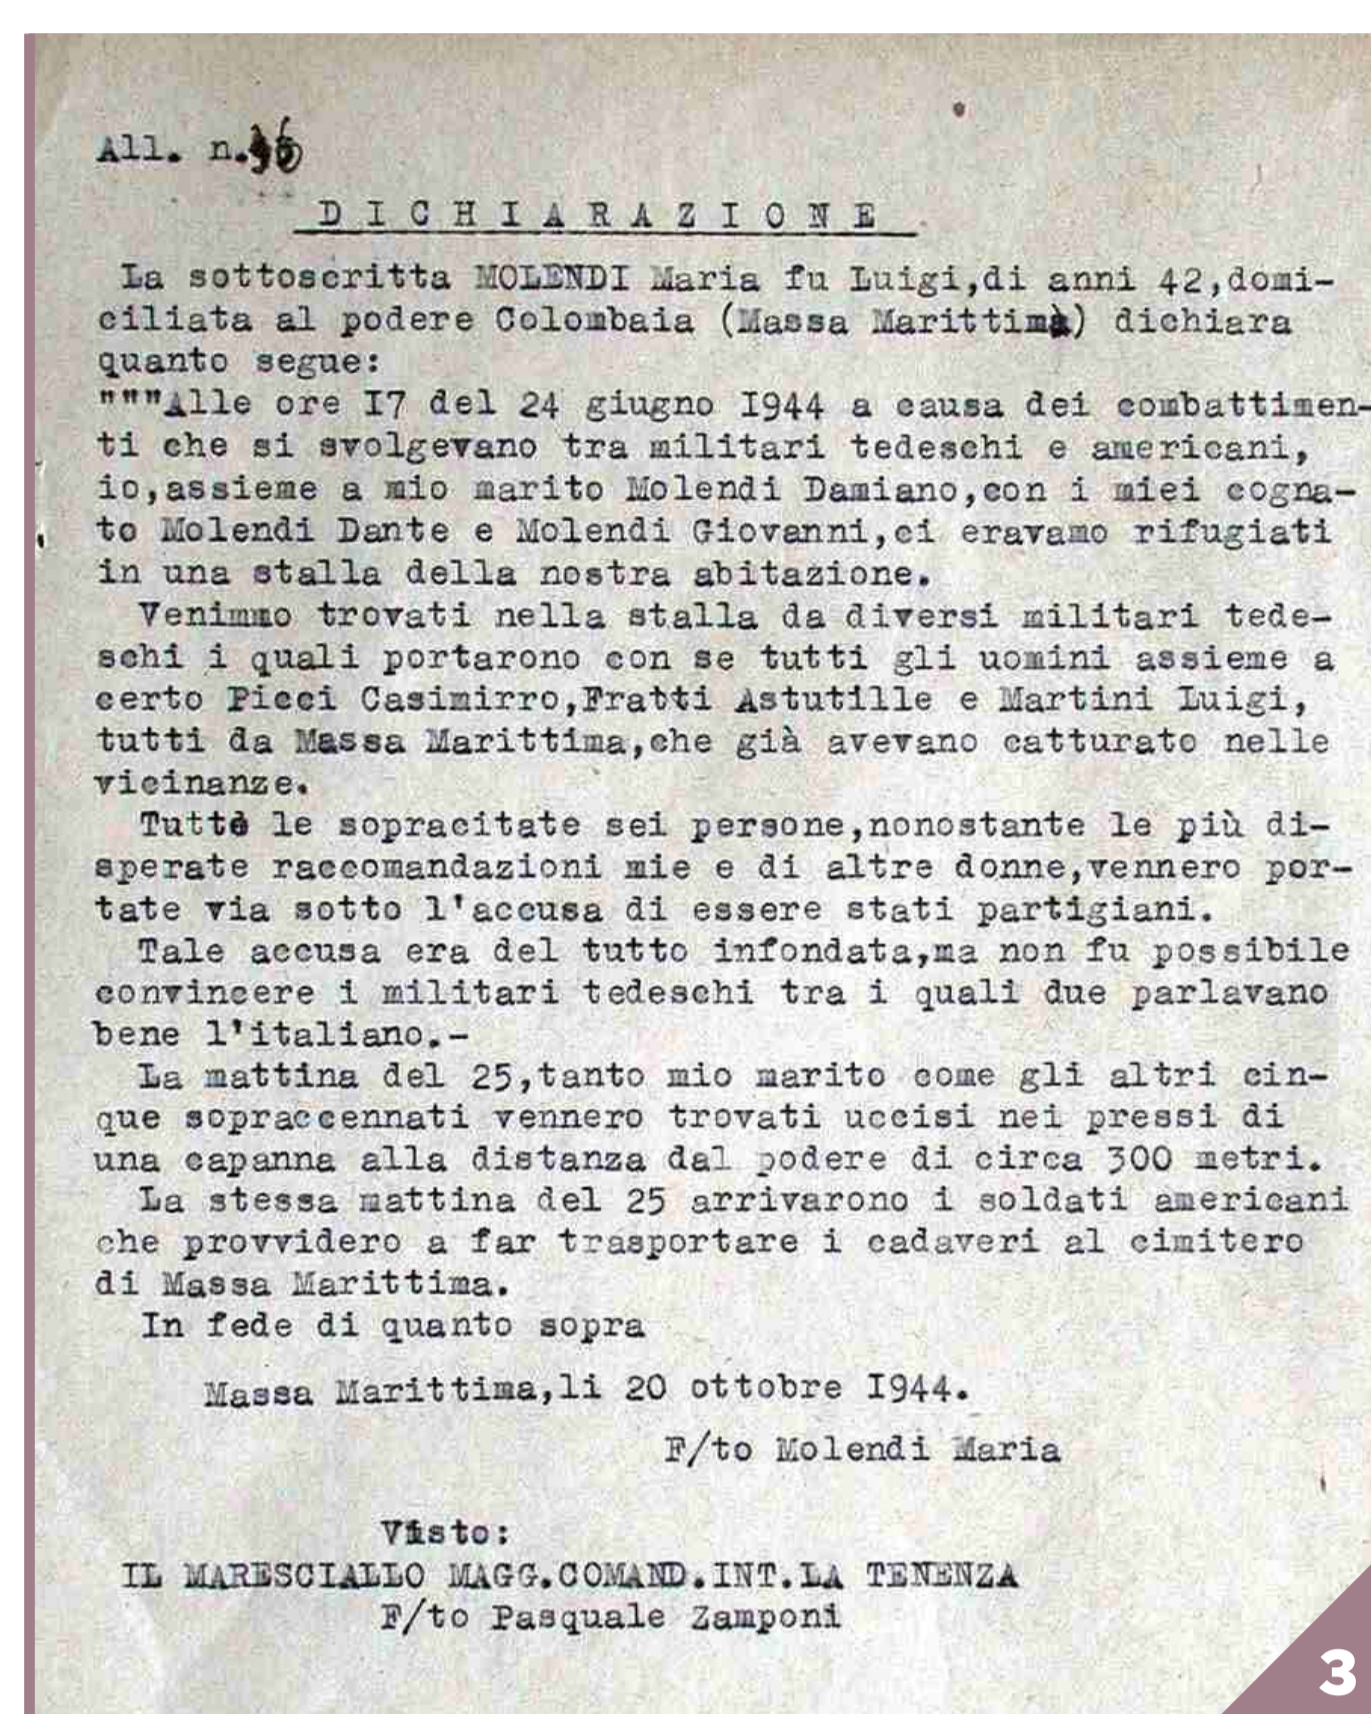 All. n.36
DICHIARAZIONE
La sottoscritta MOLENDI Maria fu Luigi,di anni 42,domi-
ciliata al podere Colombaia (Massa Marittima) dichiara
quanto segue:
"""Alle ore I7 del 24 giugno I944 a causa dei combattimen-
ti che si svolgevano tra militari tedeschi e americani,
io,assieme a mio marito Molendi Damiano,con i miei cogna-
to Molendi Dante e Molendi Giovanni,ci eravamo rifugiati
in una stalla della nostra abitazione.
Venimmo trovati nella stalla da diversi militari tede-
schi i quali portarono con se tutti gli uomini assieme a
certo Picci Casimirro,Fratti Astutille e Martini Luigi,
tutti da Massa Marittima,che già avevano catturato nelle
vicinanze.
Tutte le sopracitate sei persone,nonostante le più di-
sperate raccomandazioni mie e di altre donne,vennero por-
tate via sotto l'accusa di essere stati partigiani.
Tale accusa era del tutto infondata,ma non fu possibile
convincere i militari tedeschi tra i quali due parlavano
bene l'italiano.-
La mattina del 25,tanto mio marito come gli altri cin-
que sopraccennati vennero trovati uccisi nei pressi di
una capanna alla distanza dal podere di circa 300 metri.
La stessa mattina del 25 arrivarono i soldati americani
che provvidero a far trasportare i cadaveri al cimitero
di Massa Marittima.
In fede di quanto sopra
Massa Marittima,li 20 ottobre I944.
F/to Molendi Maria
Visto:
IL MARESCIALLO MAGG.COMAND.INT.LA TENENZA
F/to Pasquale Zamponi
3